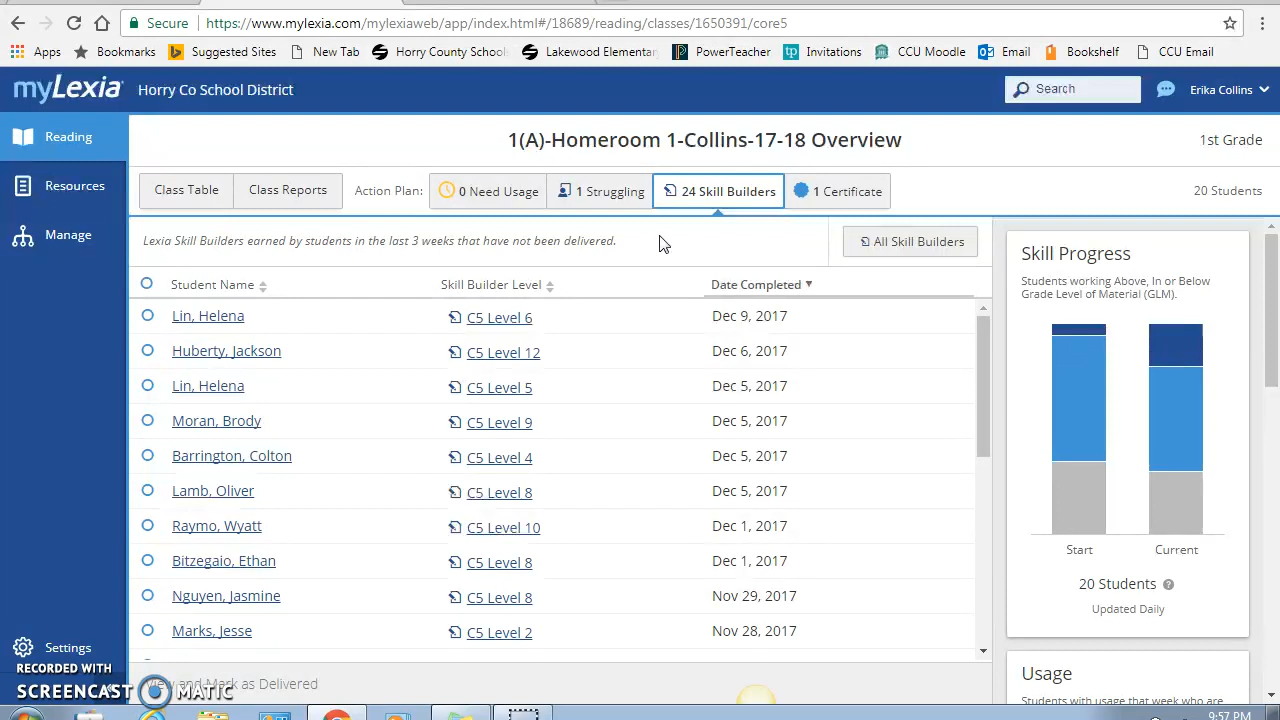 Secure https://www.mylexia.com/mylexiaweb/app/index.html#/18689/reading/classes/1650391/core5
Apps Bookmarks Suggested Sites New Tab Horry County School Lakewood Elementar PowerTeacher tp Invitations CCU Moodle Email Bookshelf CCU Email
myLexia Horry Co School District Search Erika Collins
Reading
Resources
Manage
Settings
1(A)-Homeroom 1-Collins-17-18 Overview 1st Grade
Class Table Class Reports Action Plan: 0 Need Usage 1 Struggling 24 Skill Builders 1 Certificate 20 Students
Lexia Skill Builders earned by students in the last 3 weeks that have not been delivered. All Skill Builders
Student Name Skill Builder Level Date Completed
Lin, Helena C5 Level 6 Dec 9, 2017
Huberty, Jackson C5 Level 12 Dec 6, 2017
Lin, Helena C5 Level 5 Dec 5, 2017
Moran, Brody C5 Level 9 Dec 5, 2017
Barrington, Colton C5 Level 4 Dec 5, 2017
Lamb, Oliver C5 Level 8 Dec 5, 2017
Raymo, Wyatt C5 Level 10 Dec 1, 2017
Bitzegaio, Ethan C5 Level 8 Dec 1, 2017
Nguyen, Jasmine C5 Level 8 Nov 29, 2017
Marks, Jesse C5 Level 2 Nov 28, 2017
and Mark as Delivered
Skill Progress
Students working Above, In or Below
Grade Level of Material (GLM).
Start Current
20 Students ?
Updated Daily
Usage
Students with usage that week who are
RECORDED WITH
SCREENCAST MATIC
9:57 PM